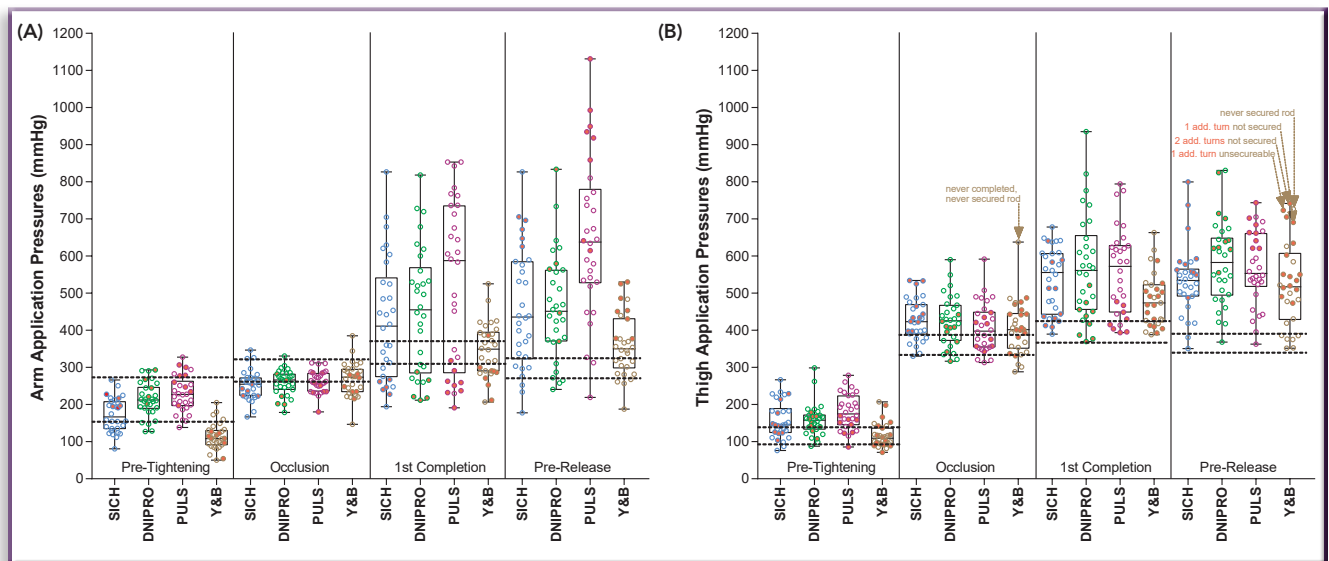 (A)
Arm Application Pressures (mmHg)
1200
1100
1000
900
800
700
600
500
400
300
200
100
0
Pre-Tightening
Occlusion
1st Completion
Pre-Release
SICH
DNIPRO
PULS
Y&B
SICH
DNIPRO
PULS
Y&B
SICH
DNIPRO
PULS
Y&B
SICH
DNIPRO
PULS
Y&B
(B)
Thigh Application Pressures (mmHg)
1200
1100
1000
900
800
700
600
500
400
300
200
100
0
never completed,
never secured rod
never secured rod
1 add. turn not secured
2 add. turns not secured
1 add. turn unsecureable
Pre-Tightening
Occlusion
1st Completion
Pre-Release
SICH
DNIPRO
PULS
Y&B
SICH
DNIPRO
PULS
Y&B
SICH
DNIPRO
PULS
Y&B
SICH
DNIPRO
PULS
Y&B